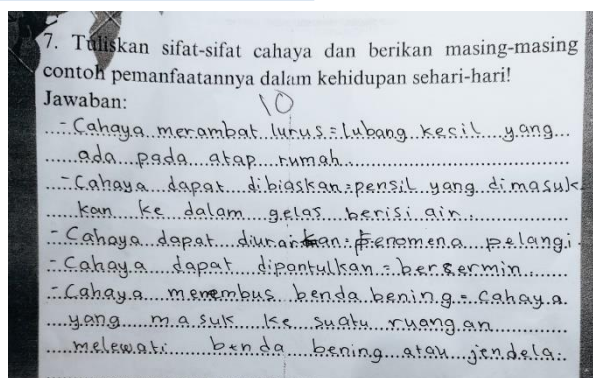 7. Tuliskan sifat-sifat cahaya dan berikan masing-masing
contoh pemanfaatannya dalam kehidupan sehari-hari!
Jawaban:
10
- Cahaya merambat lurus = lubang kecil yang
ada pada atap rumah.
- Cahaya dapat dibiaskan = pensil yang dimasuk
kan ke dalam gelas berisi air.
- Cahaya dapat diuraikan = Fenomena pelangi.
- Cahaya dapat dipantulkan = bersermin
- Cahaya menembus benda bening = Cahaya
yang masuk ke suatu ruangan
melewati benda bening atau jendela.